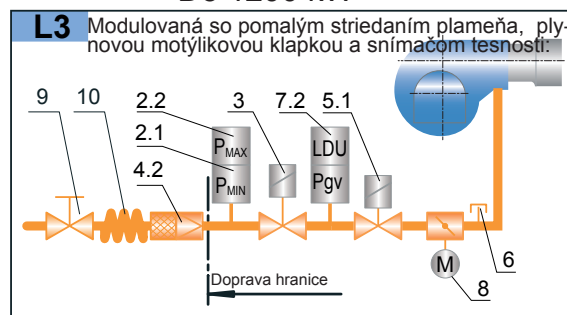 L3 Modulovaná so pomalým striedaním plameňa, ply-
novou motýlikovou klapkou a snímačom tesnosti:
9
10
2.2
2.1
4.2
3
7.2
5.1
PMAX
PMIN
LDU
Pgv
6
M
8
Doprava hranice